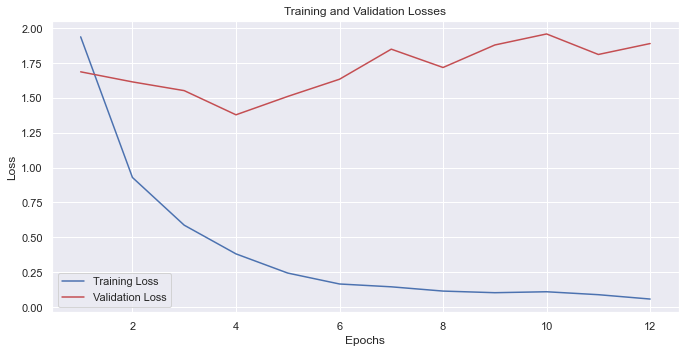 Training and Validation Losses
2.00
1.75
1.50
1.25
1.00
0.75
0.50
0.25
0.00
Loss
Training Loss
Validation Loss
2 4 6 8 10 12
Epochs